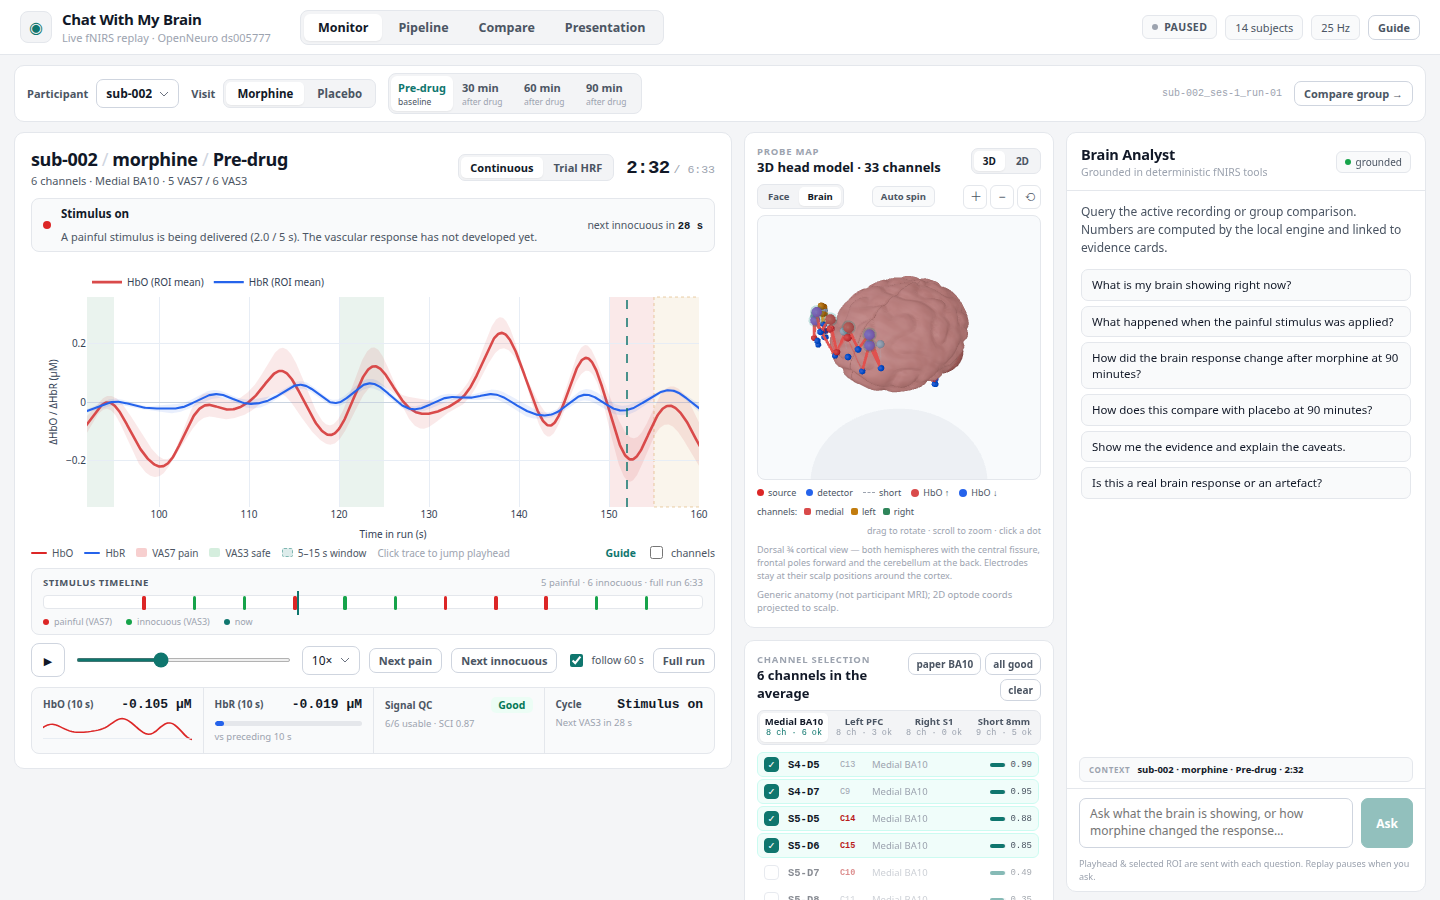 Chat With My Brain
Live fNIRS replay · OpenNeuro ds005777
Monitor Pipeline Compare Presentation
PAUSED 14 subjects 25 Hz Guide
Participant sub-002 Visit Morphine Placebo
Pre-drug 30 min 60 min 90 min
baseline after drug after drug after drug
sub-002_ses-1_run-01 Compare group →
sub-002 / morphine / Pre-drug
6 channels · Medial BA10 · 5 VAS7 / 6 VAS3
Continuous Trial HRF 2:32 / 6:33
Stimulus on
A painful stimulus is being delivered (2.0 / 5 s). The vascular response has not developed yet.
next innocuous in 28 s
HbO (ROI mean) HbR (ROI mean)
ΔHbO / ΔHbR (μM)
0.2
0
−0.2
100 110 120 130 140 150 160
Time in run (s)
HbO HbR VAS7 pain VAS3 safe 5–15 s window Click trace to jump playhead Guide channels
STIMULUS TIMELINE 5 painful · 6 innocuous · full run 6:33
painful (VAS7) innocuous (VAS3) now
▶ 10× Next pain Next innocuous follow 60 s Full run
HbO (10 s) -0.105 μM
HbR (10 s) -0.019 μM
vs preceding 10 s
Signal QC Good
6/6 usable · SCI 0.87
Cycle Stimulus on
Next VAS3 in 28 s
PROBE MAP
3D head model · 33 channels
3D 2D
Face Brain Auto spin + −
source detector short HbO ↑ HbO ↓
channels: medial left right
drag to rotate · scroll to zoom · click a dot
Dorsal ¾ cortical view — both hemispheres with the central fissure,
frontal poles forward and the cerebellum at the back. Electrodes
stay at their scalp positions around the cortex.
Generic anatomy (not participant MRI); 2D optode coords
projected to scalp.
CHANNEL SELECTION
6 channels in the
average
paper BA10 all good
clear
Medial BA10 Left PFC Right S1 Short 8mm
8 ch · 6 ok 8 ch · 3 ok 8 ch · 0 ok 9 ch · 5 ok
S4-D5 C13 Medial BA10 0.99
S4-D7 C9 Medial BA10 0.95
S5-D5 C14 Medial BA10 0.88
S5-D6 C15 Medial BA10 0.85
S5-D7 C10 Medial BA10 0.49
S5-D8 C11 Medial BA10 0.35
Brain Analyst
Grounded in deterministic fNIRS tools
grounded
Query the active recording or group comparison.
Numbers are computed by the local engine and linked to
evidence cards.
What is my brain showing right now?
What happened when the painful stimulus was applied?
How did the brain response change after morphine at 90
minutes?
How does this compare with placebo at 90 minutes?
Show me the evidence and explain the caveats.
Is this a real brain response or an artefact?
CONTEXT sub-002 · morphine · Pre-drug · 2:32
Ask what the brain is showing, or how
morphine changed the response...
Ask
Playhead & selected ROI are sent with each question. Replay pauses when you
ask.